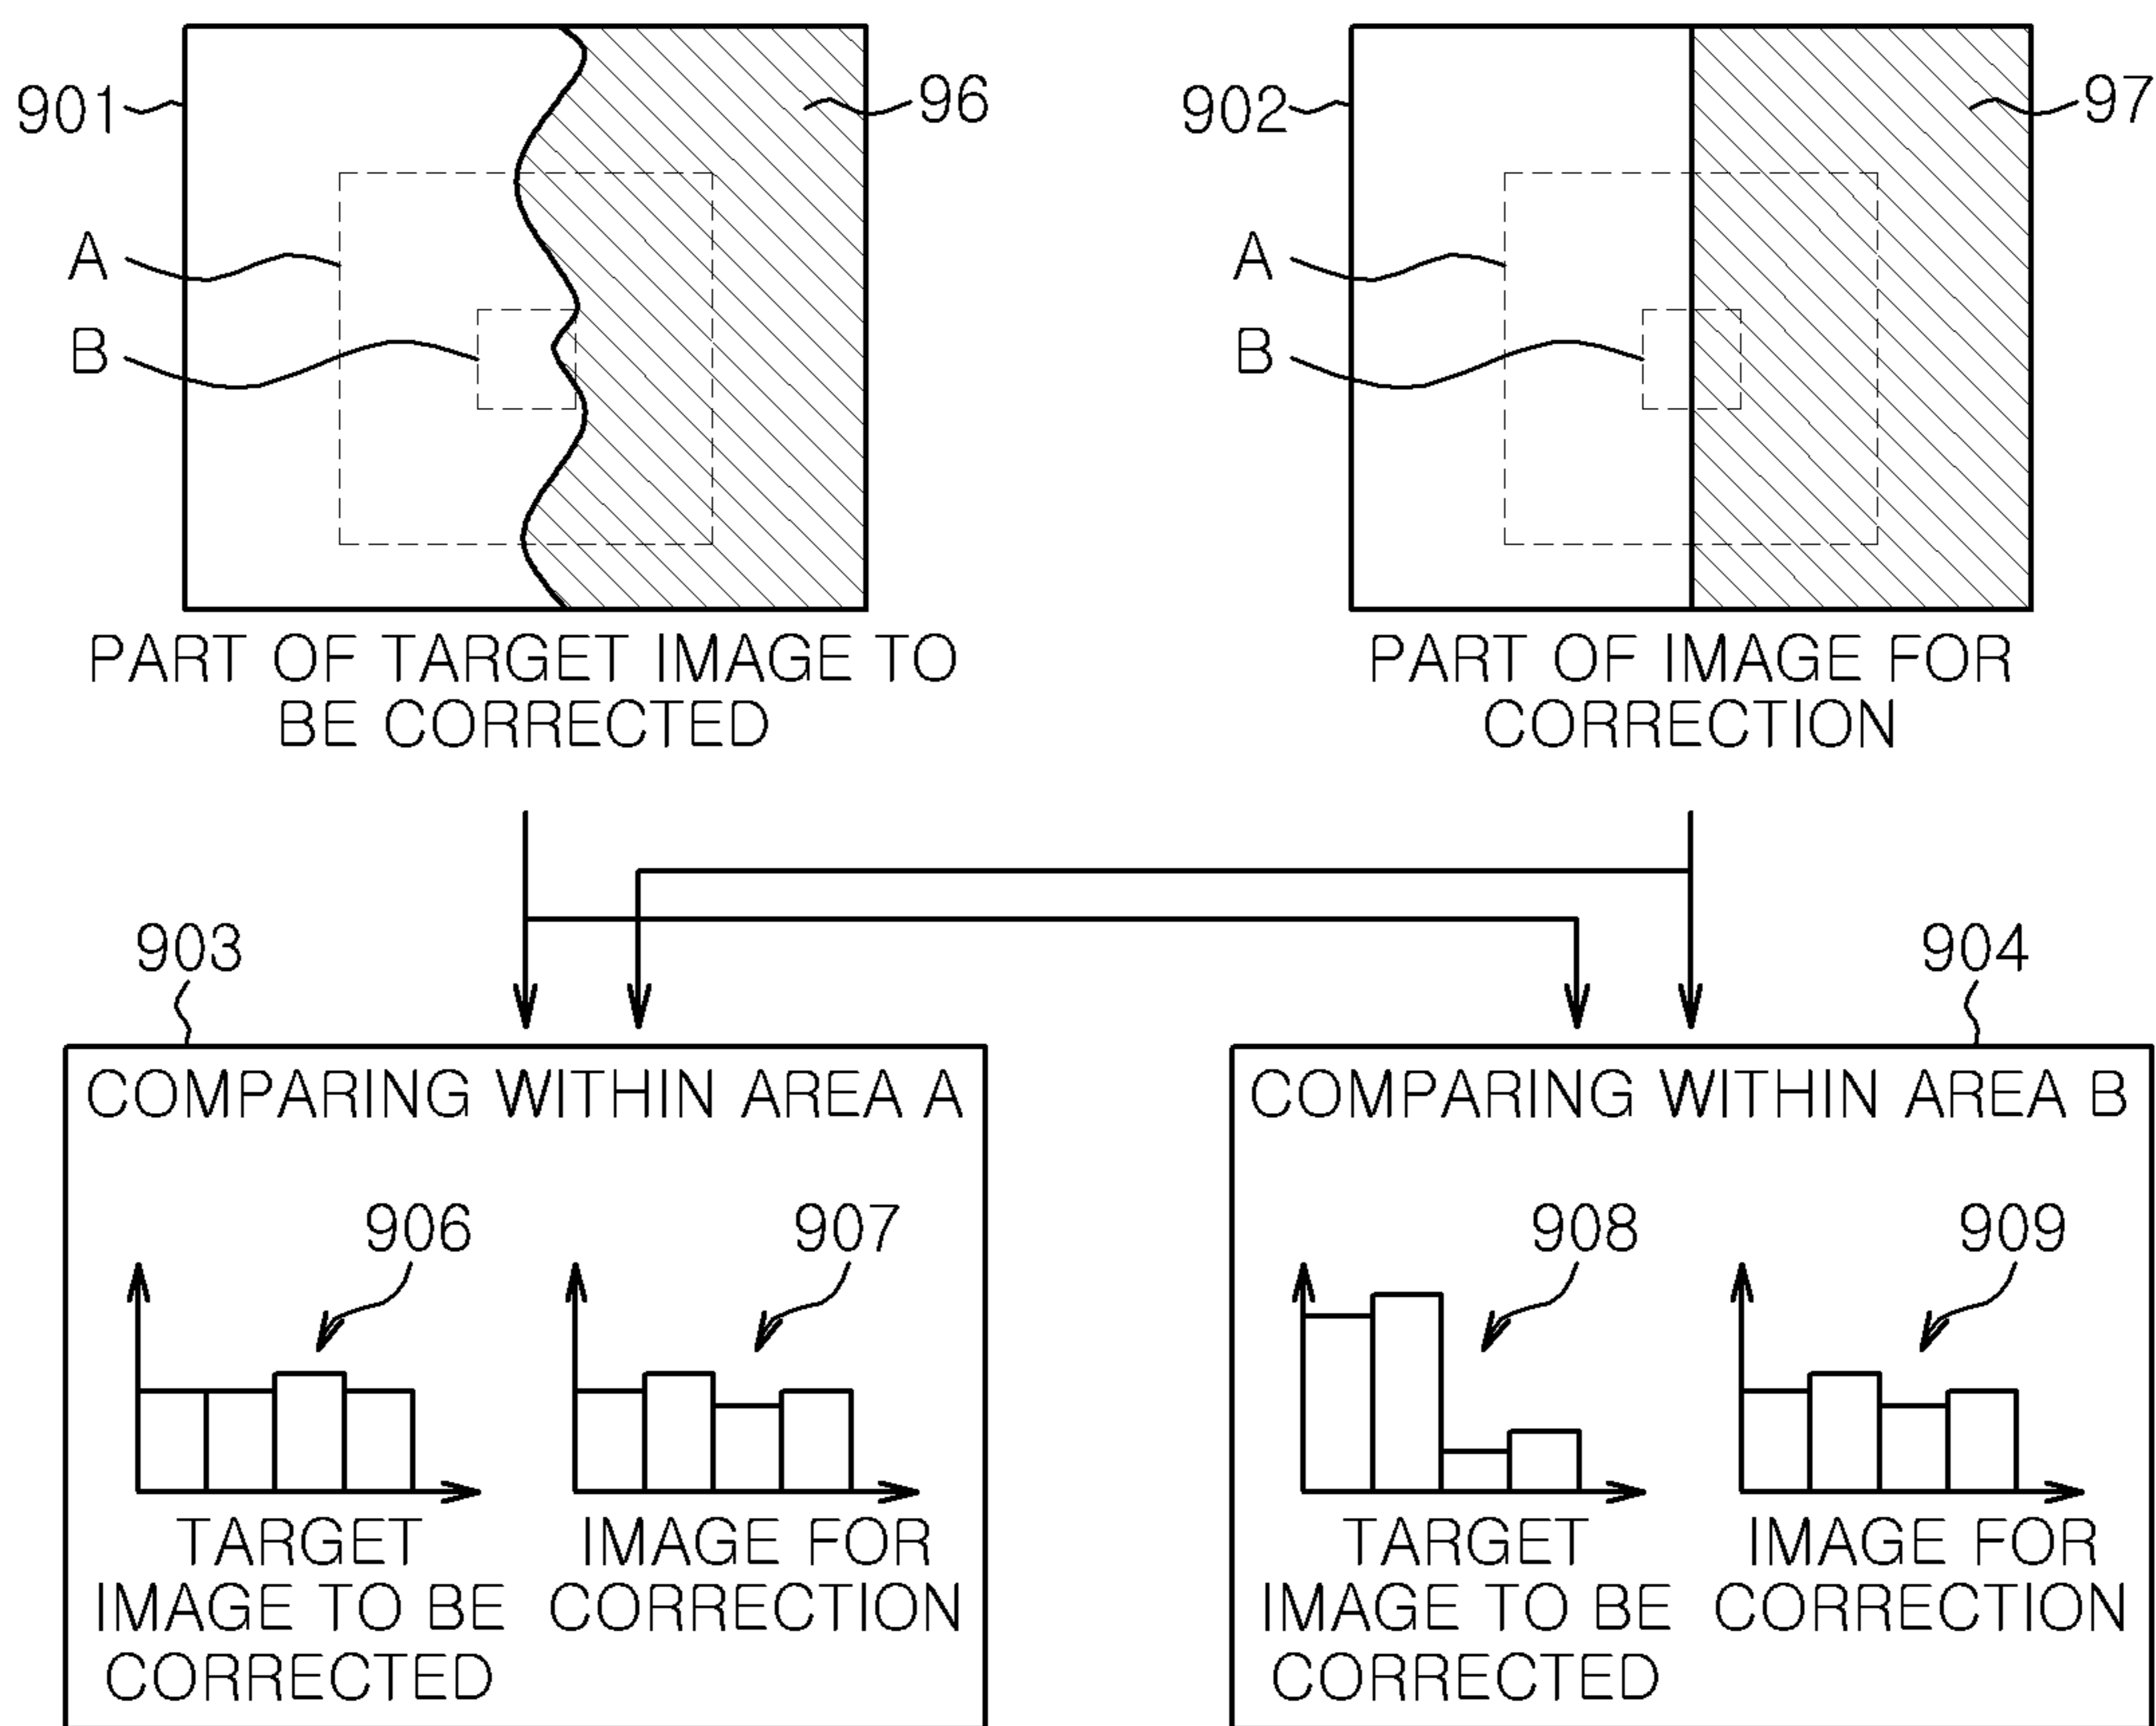 901
96
A
B
PART OF TARGET IMAGE TO
BE CORRECTED
902
97
A
B
PART OF IMAGE FOR
CORRECTION
903
COMPARING WITHIN AREA A
906
907
TARGET
IMAGE TO BE
CORRECTED
IMAGE FOR
CORRECTION
904
COMPARING WITHIN AREA B
908
909
TARGET
IMAGE TO BE
CORRECTED
IMAGE FOR
CORRECTION